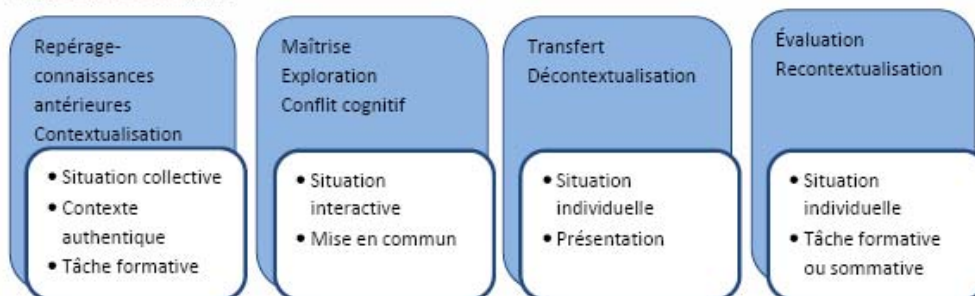 Repérage-
connaissances
antérieures
Contextualisation
• Situation collective
• Contexte
authentique
• Tâche formative
Maîtrise
Exploration
Conflit cognitif
• Situation
interactive
• Mise en commun
Transfert
Décontextualisation
• Situation
individuelle
• Présentation
Évaluation
Recontextualisation
• Situation
individuelle
• Tâche formative
ou sommative